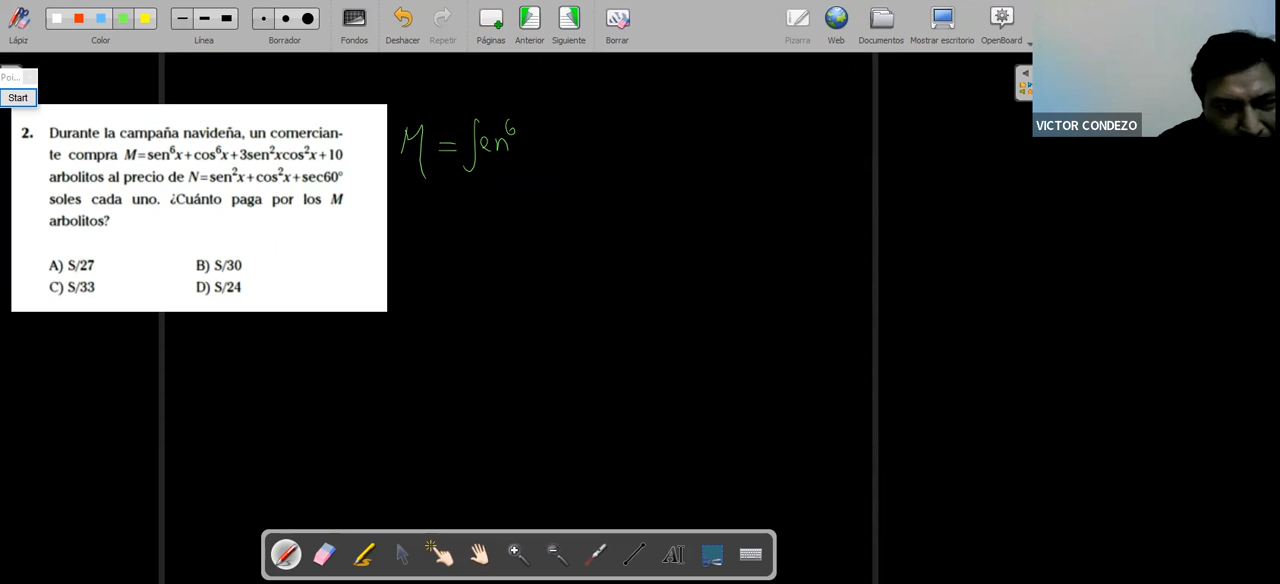 Lápiz
Color
Línea
Borrador
Fondos
Deshacer
Repetir
Páginas
Anterior
Siguiente
Borrar
Pizarra
Web
Documentos
Mostrar escritorio
OpenBoard
Poi...
Start
VICTOR CONDEZO
2. Durante la campaña navideña, un comercian-
te compra M=sen⁶x+cos⁶x+3sen²xcos²x+10
arbolitos al precio de N=sen²x+cos²x+sec60°
soles cada uno. ¿Cuánto paga por los M
arbolitos?
A) S/27 B) S/30
C) S/33 D) S/24
M = Sen⁶
AI